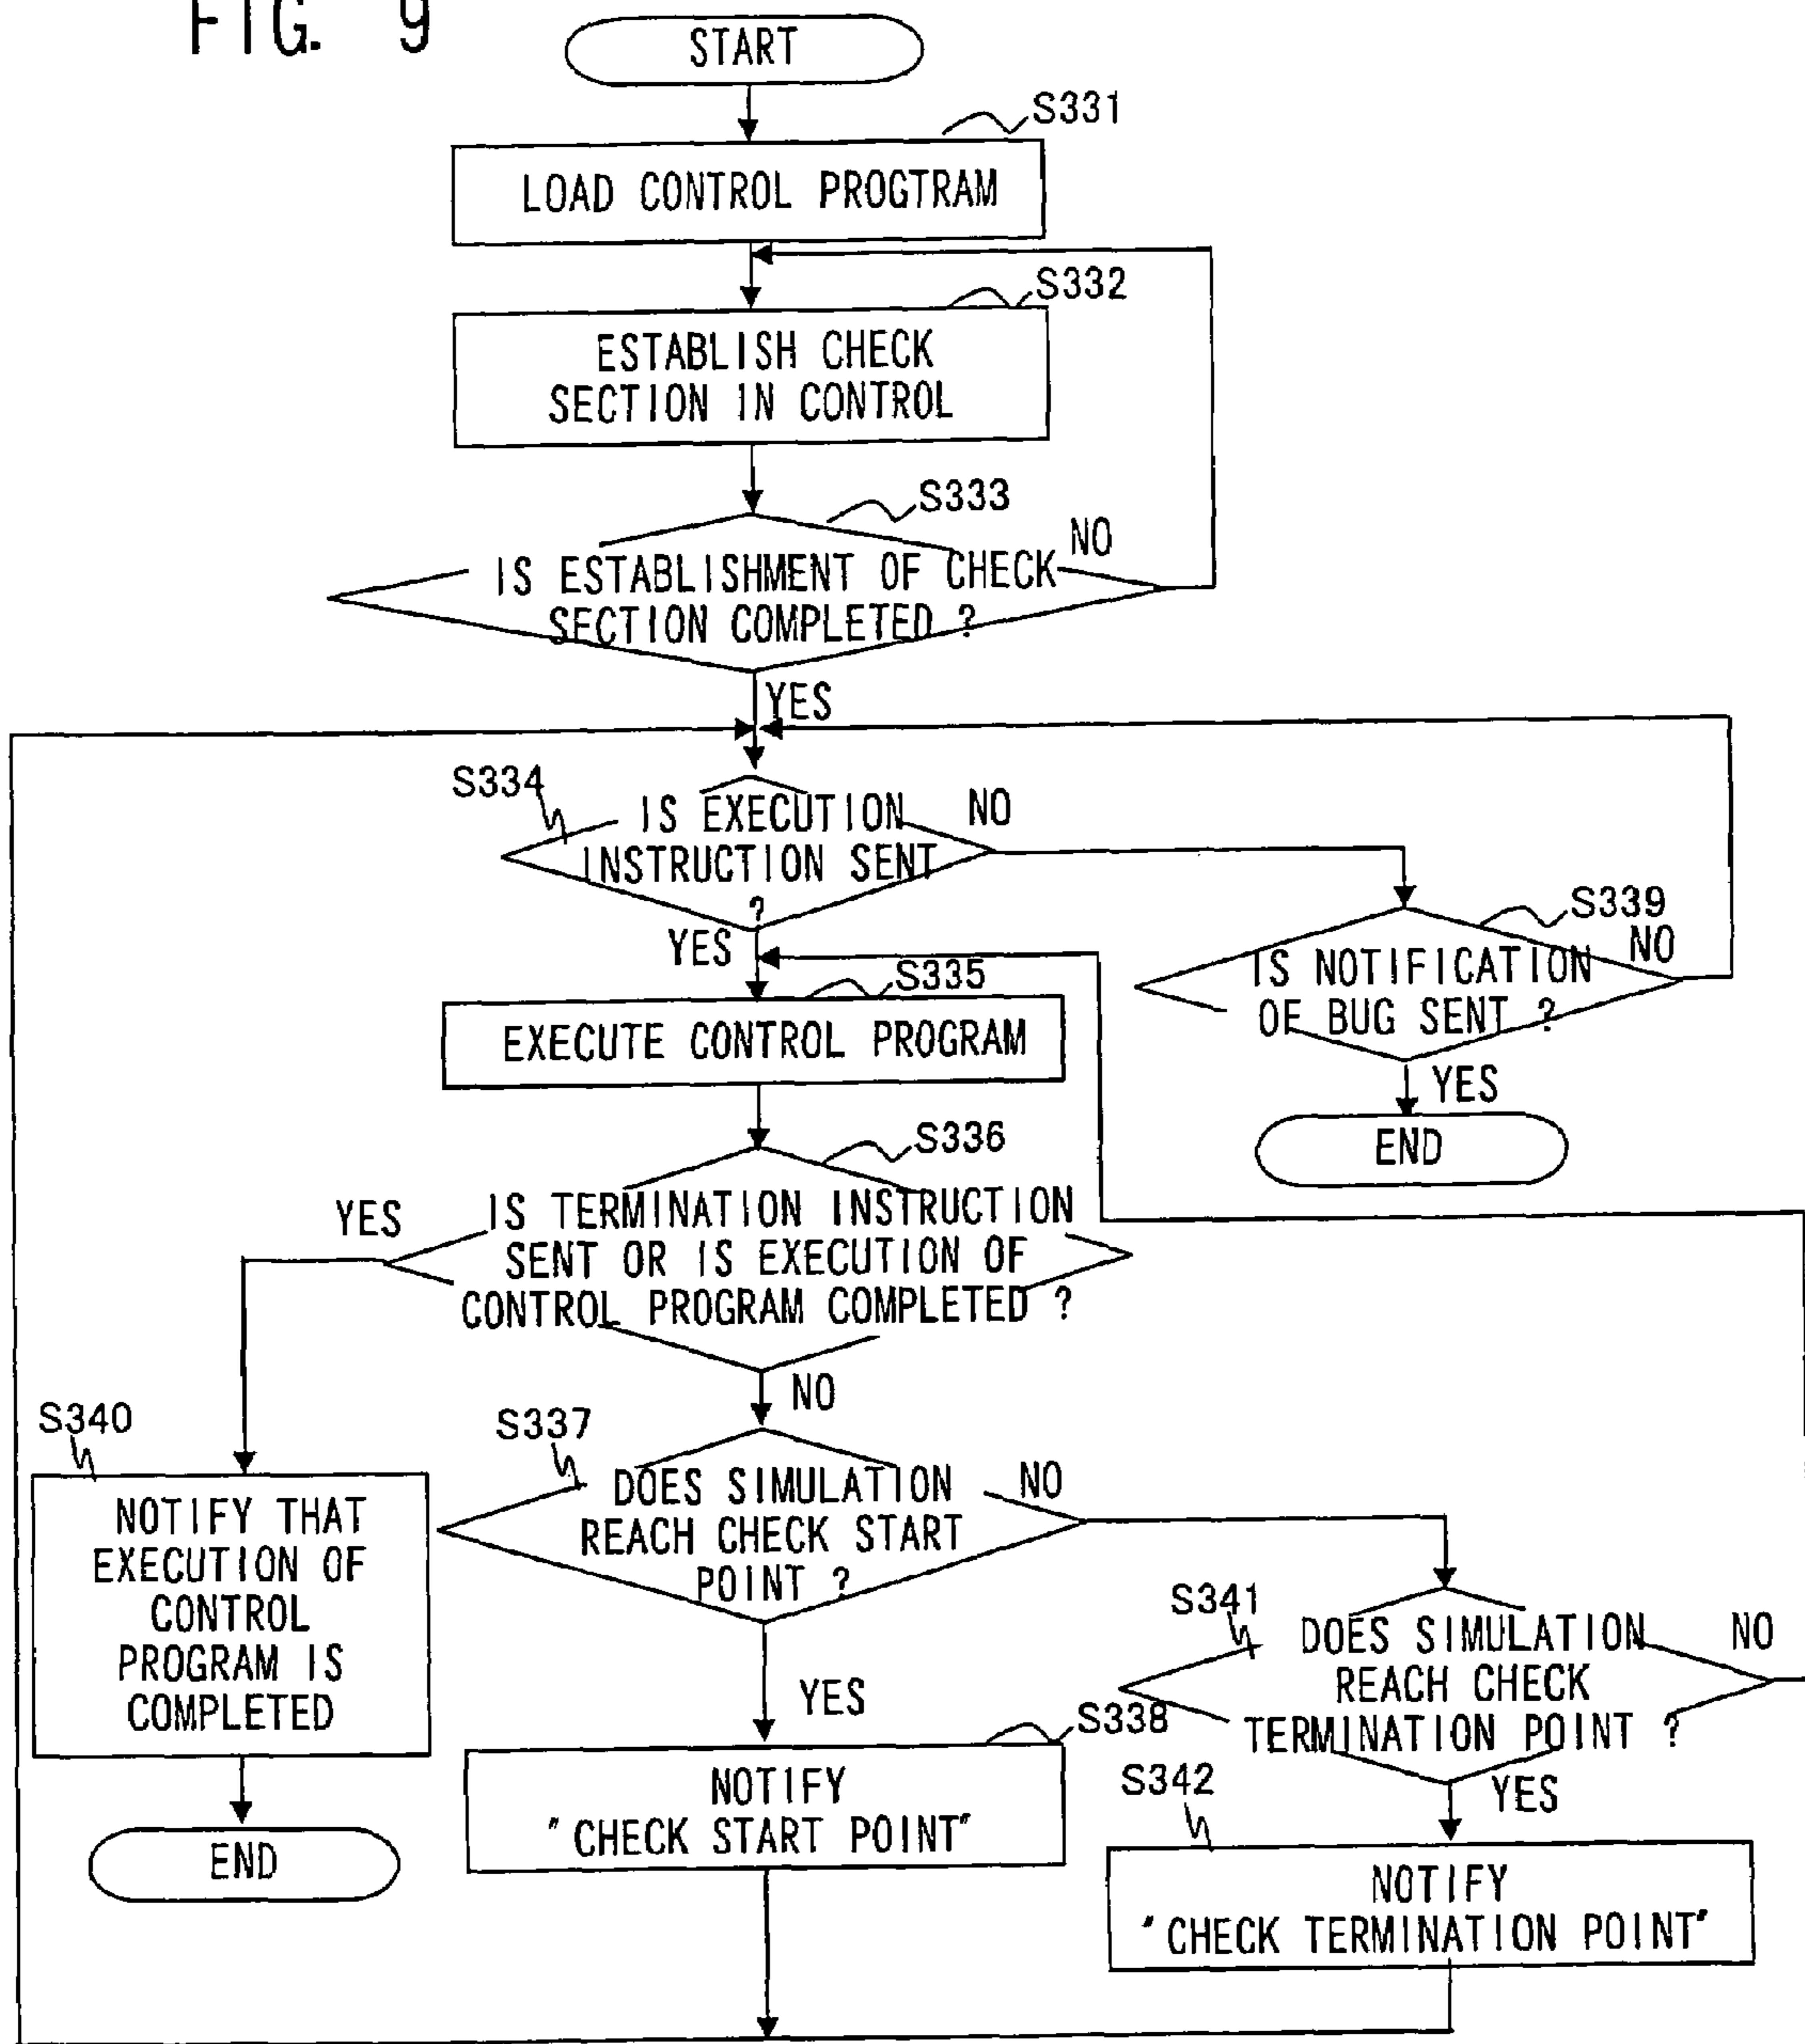 FIG. 9
START
S331
LOAD CONTROL PROGTRAM
S332
ESTABLISH CHECK
SECTION IN CONTROL
S333
NO
IS ESTABLISHMENT OF CHECK
SECTION COMPLETED ?
YES
S334
IS EXECUTION
INSTRUCTION SENT
?
NO
YES
S339
IS NOTIFICATION
OF BUG SENT ?
NO
YES
END
S335
EXECUTE CONTROL PROGRAM
S336
IS TERMINATION INSTRUCTION
SENT OR IS EXECUTION OF
CONTROL PROGRAM COMPLETED ?
YES
NO
S340
NOTIFY THAT
EXECUTION OF
CONTROL
PROGRAM IS
COMPLETED
END
S337
DOES SIMULATION
REACH CHECK START
POINT ?
NO
YES
S338
NOTIFY
"CHECK START POINT"
S341
DOES SIMULATION
REACH CHECK
TERMINATION POINT ?
NO
YES
S342
NOTIFY
"CHECK TERMINATION POINT"